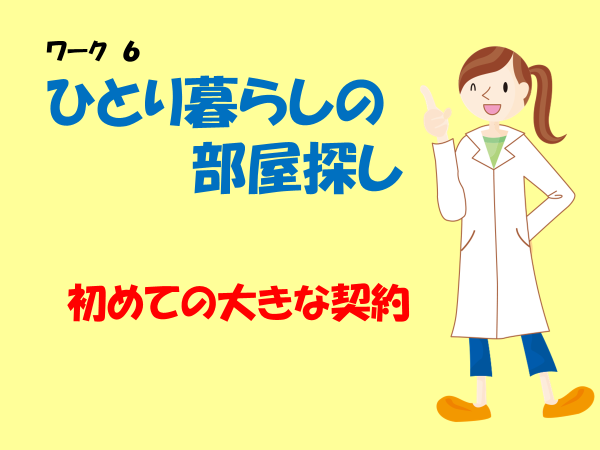 ワーク 6
ひとり暮らしの
部屋探し
初めての大きな契約